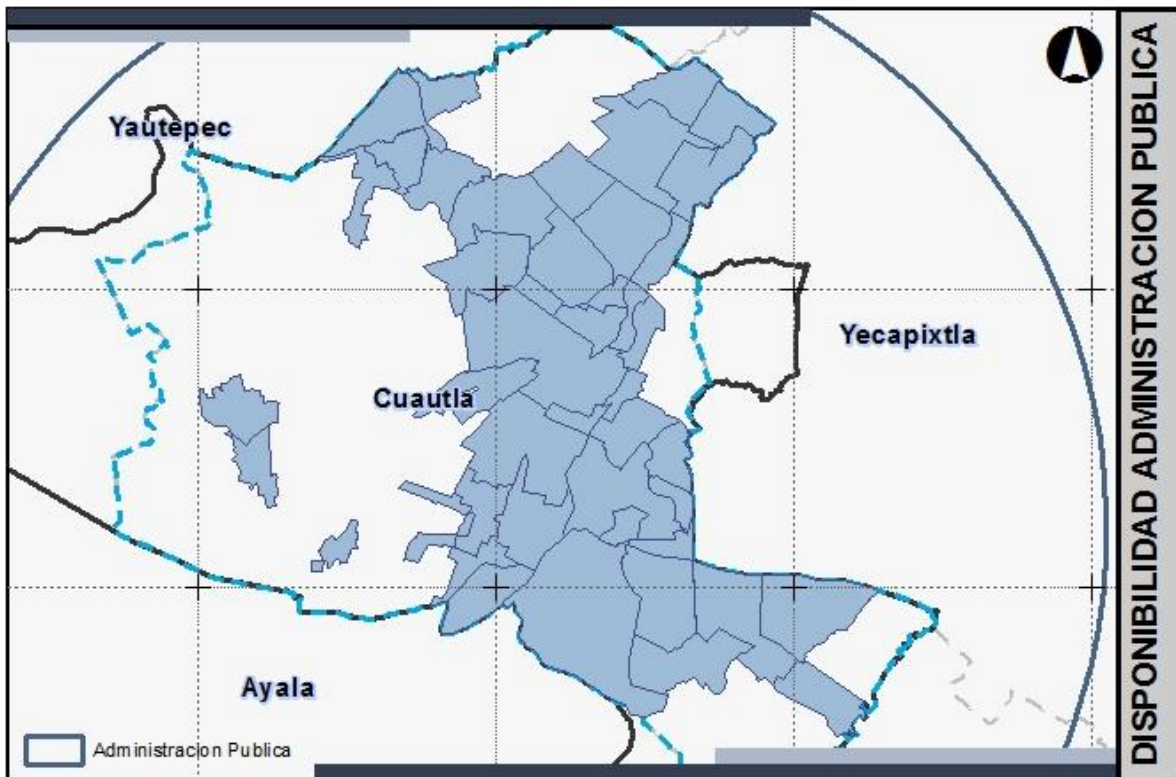 Yautepec
Yecapixtla
Cuautla
Ayala
Administracion Publica
DISPONIBILIDAD ADMINISTRACION PUBLICA